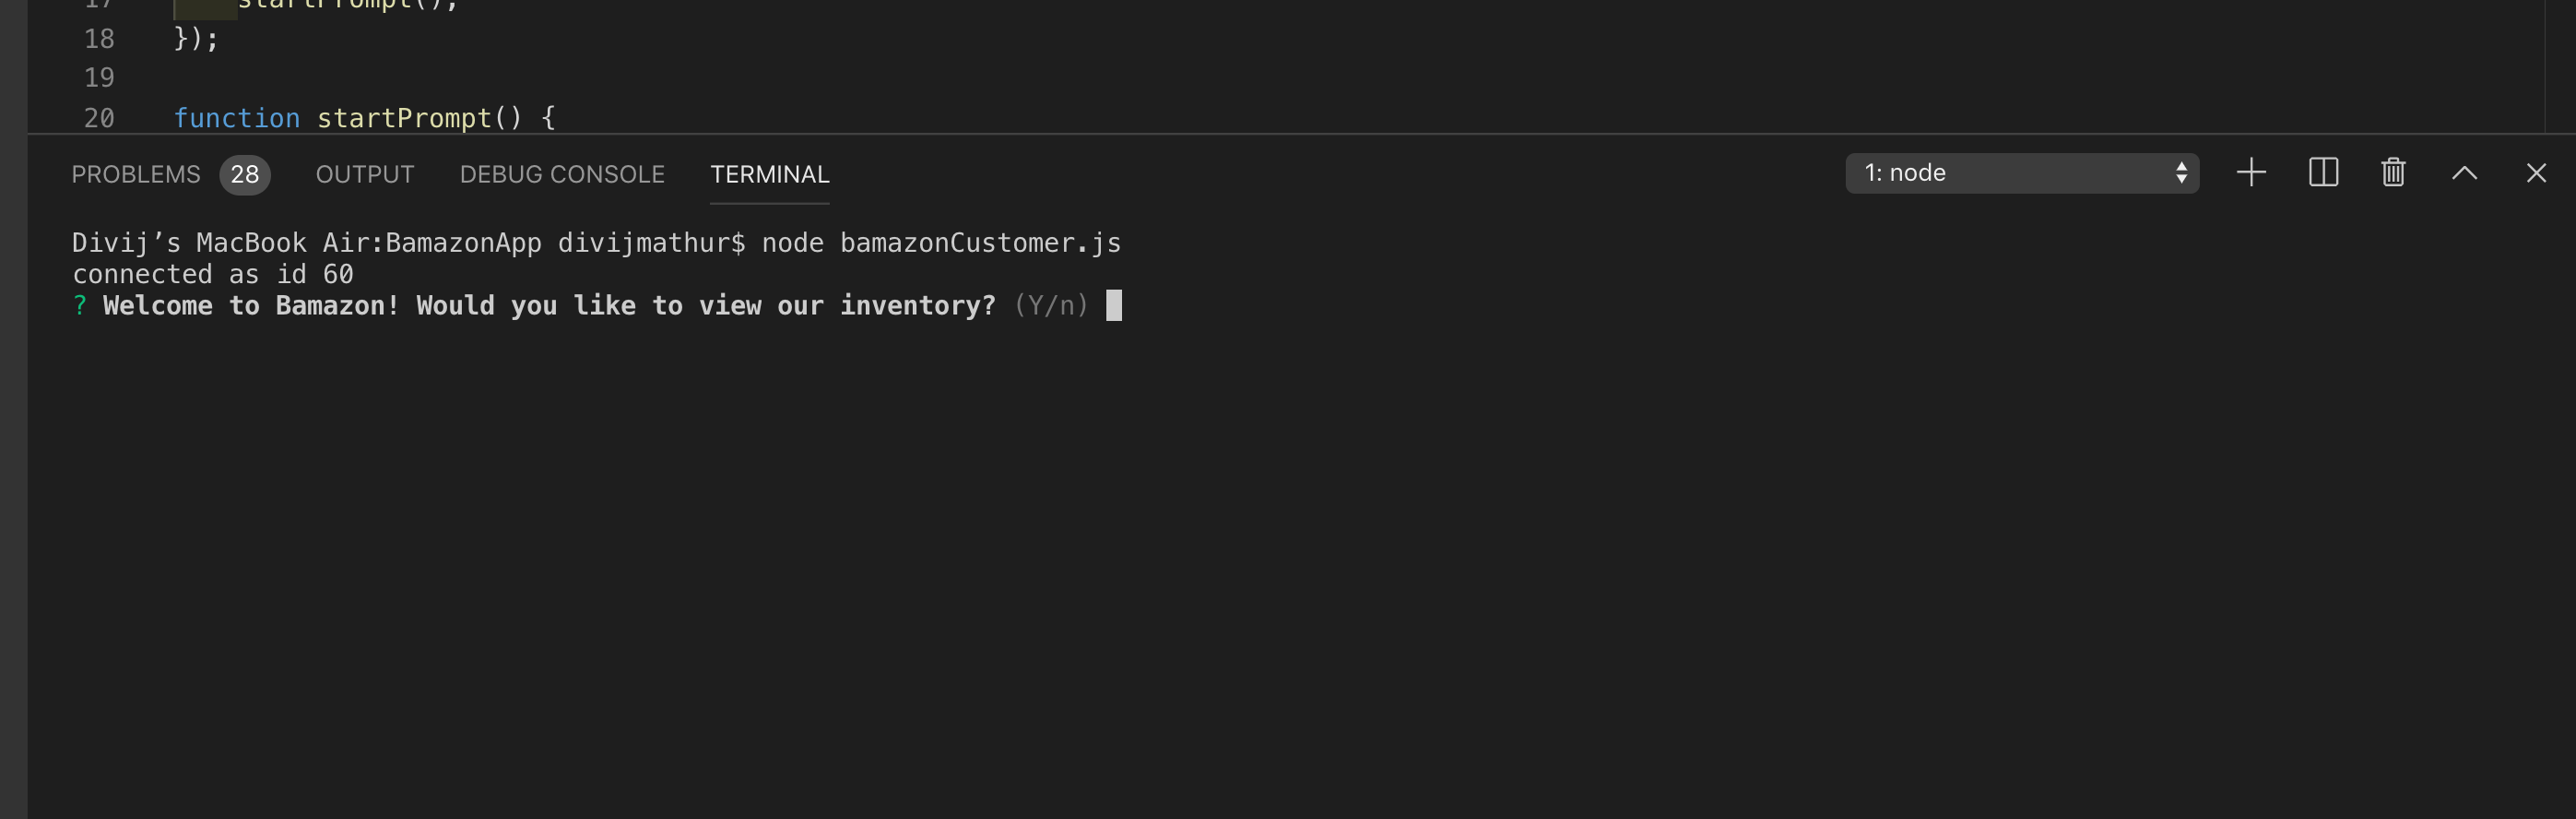 17 startPrompt();
18 });
19
20 function startPrompt() {
PROBLEMS 28 OUTPUT DEBUG CONSOLE TERMINAL 1: node
Divij’s MacBook Air:BamazonApp divijmathur$ node bamazonCustomer.js
connected as id 60
? Welcome to Bamazon! Would you like to view our inventory? (Y/n)